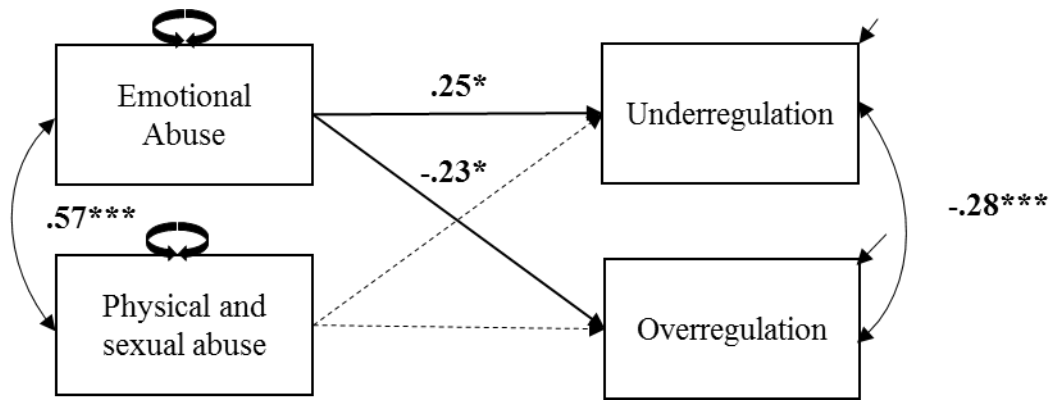 Emotional
Abuse
.25*
Underregulation
-.23*
.57***
-.28***
Physical and
sexual abuse
Overregulation